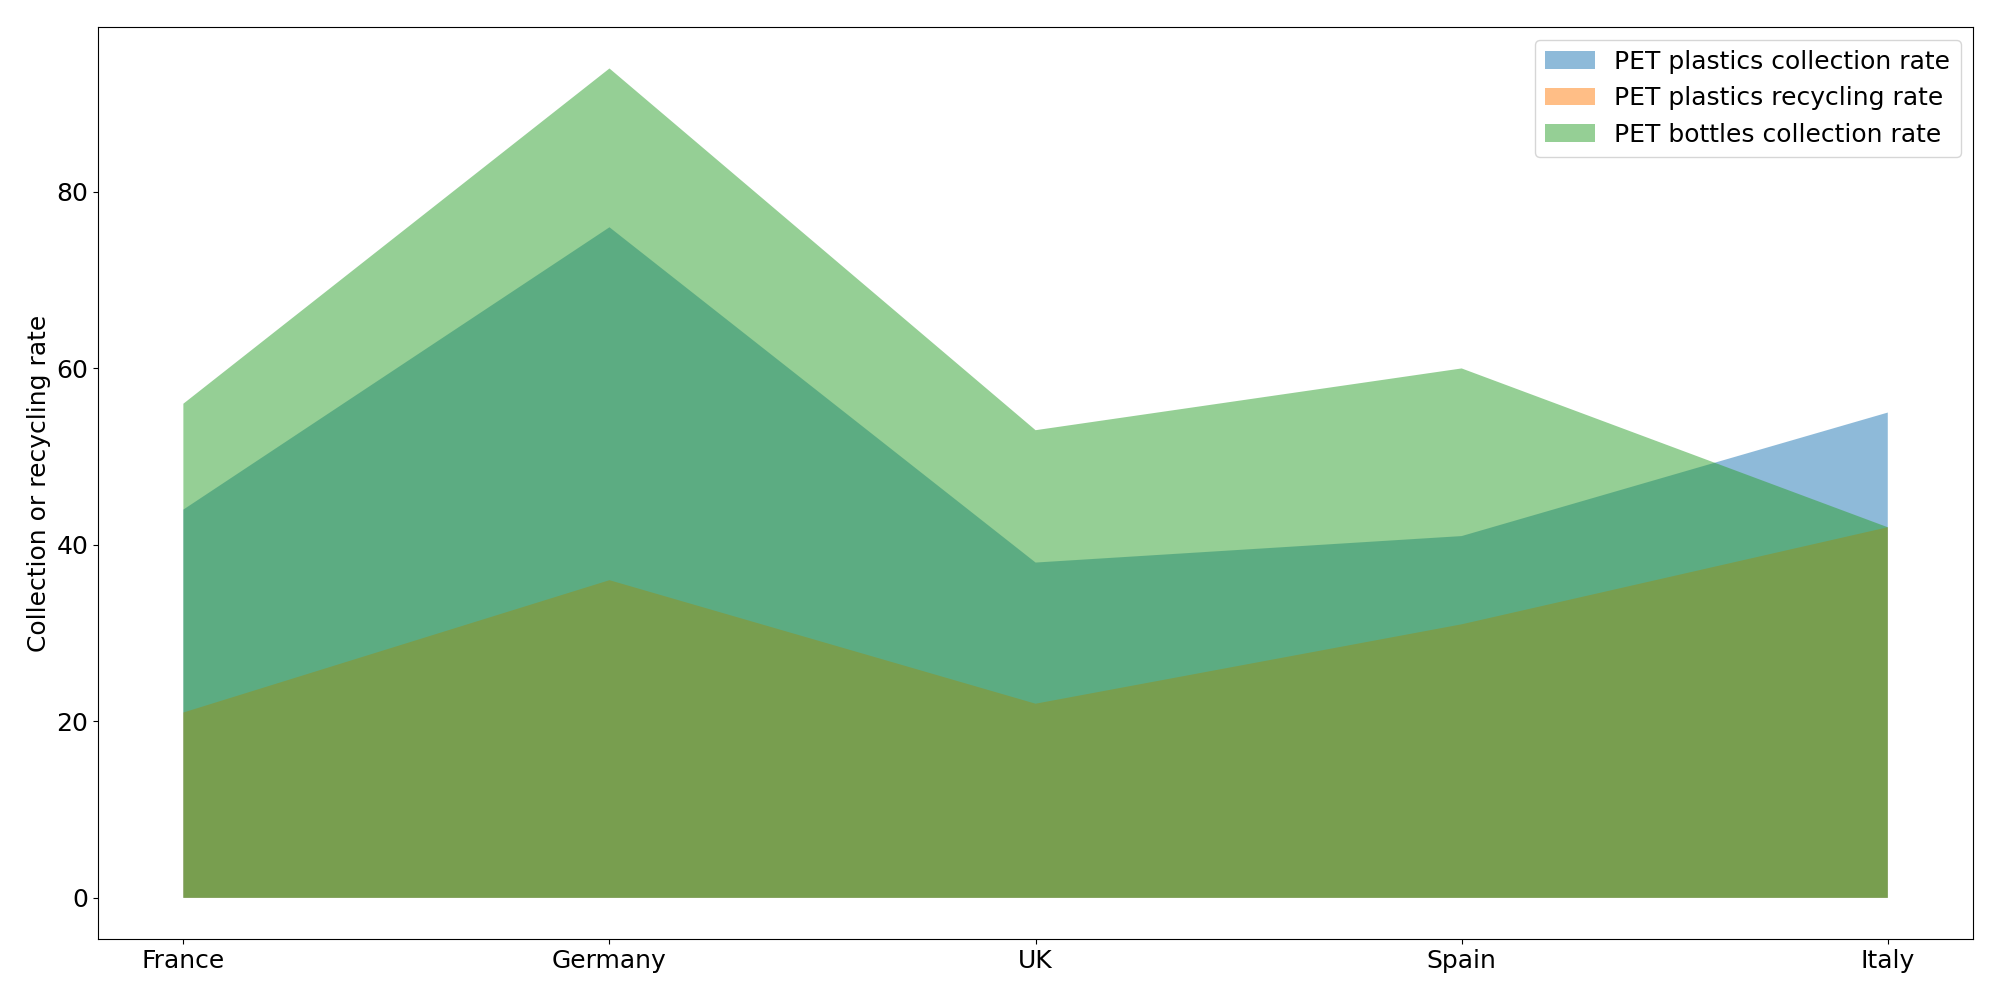 PET plastics collection rate
PET plastics recycling rate
PET bottles collection rate
Collection or recycling rate
80
60
40
20
0
France
Germany
UK
Spain
Italy